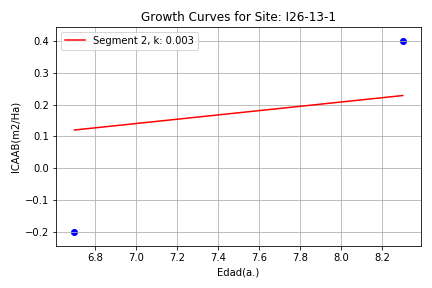 Growth Curves for Site: I26-13-1
Segment 2, k: 0.003
ICAAB(m2/Ha)
0.4
0.3
0.2
0.1
0.0
−0.1
−0.2
6.8 7.0 7.2 7.4 7.6 7.8 8.0 8.2
Edad(a.)